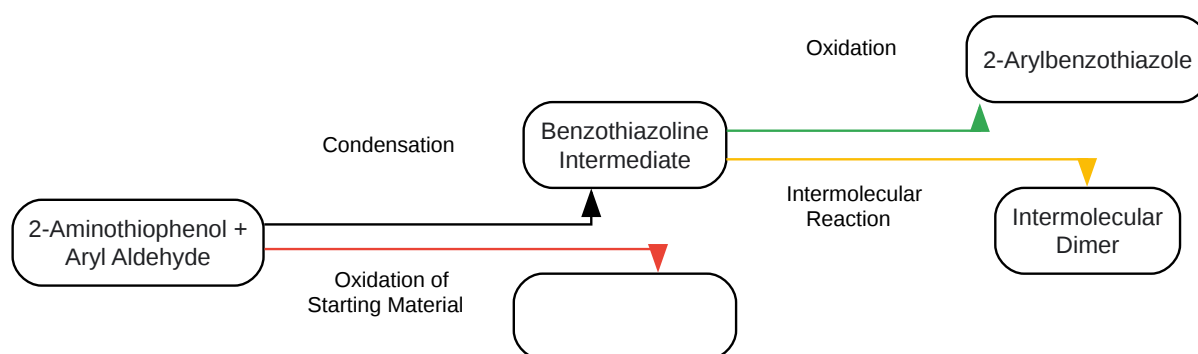 Oxidation
2-Arylbenzothiazole
Condensation
Benzothiazoline
Intermediate
Intermolecular
Reaction
2-Aminothiophenol +
Aryl Aldehyde
Intermolecular
Dimer
Oxidation of
Starting Material